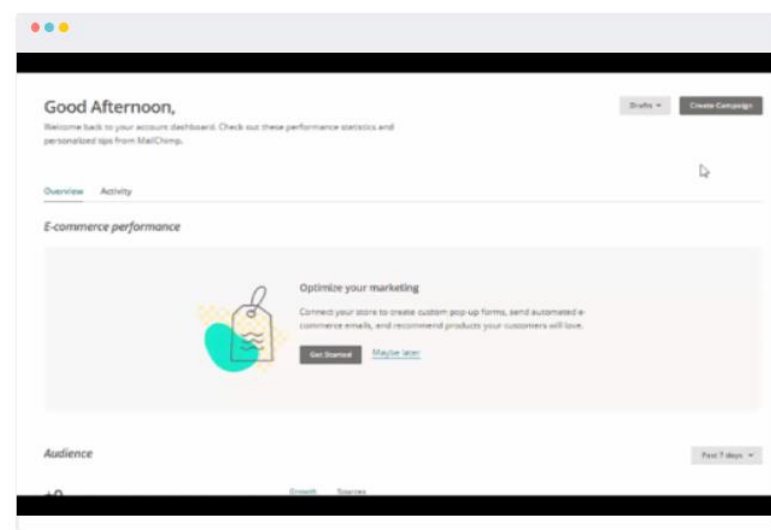 Good Afternoon,
Drafts
Create Campaign
Welcome back to your account dashboard. Check out these performance statistics and
personalized tips from MailChimp.
Overview Activity
E-commerce performance
Optimize your marketing
Connect your store to create custom pop-up forms, send automated e-
commerce emails, and recommend products your customers will love.
Get Started Maybe later
Audience
Past 7 days
Growth Sources